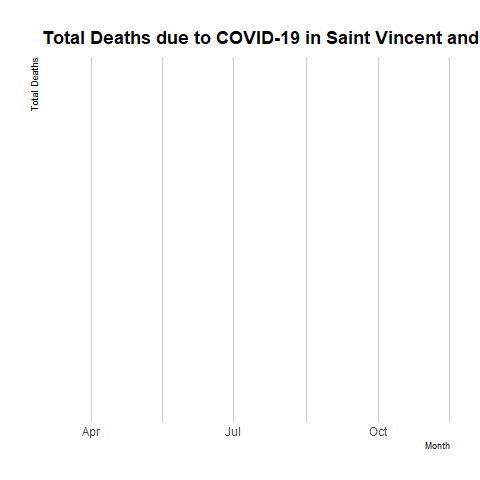 Total Deaths due to COVID-19 in Saint Vincent and
Total Deaths
Apr
Jul
Oct
Month